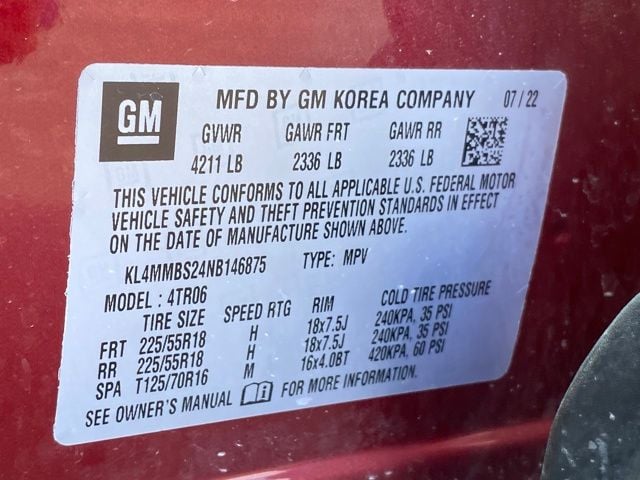 GM MFD BY GM KOREA COMPANY 07/22
GVWR GAWR FRT GAWR RR
4211 LB 2336 LB 2336 LB
THIS VEHICLE CONFORMS TO ALL APPLICABLE U.S. FEDERAL MOTOR
VEHICLE SAFETY AND THEFT PREVENTION STANDARDS IN EFFECT
ON THE DATE OF MANUFACTURE SHOWN ABOVE.
KL4MMBS24NB146875 TYPE: MPV
MODEL : 4TR06
TIRE SIZE SPEED RTG RIM COLD TIRE PRESSURE
FRT 225/55R18 H 18x7.5J 240KPA, 35 PSI
RR 225/55R18 H 18x7.5J 240KPA, 35 PSI
SPA T125/70R16 M 16x4.0BT 420KPA, 60 PSI
SEE OWNER'S MANUAL FOR MORE INFORMATION.